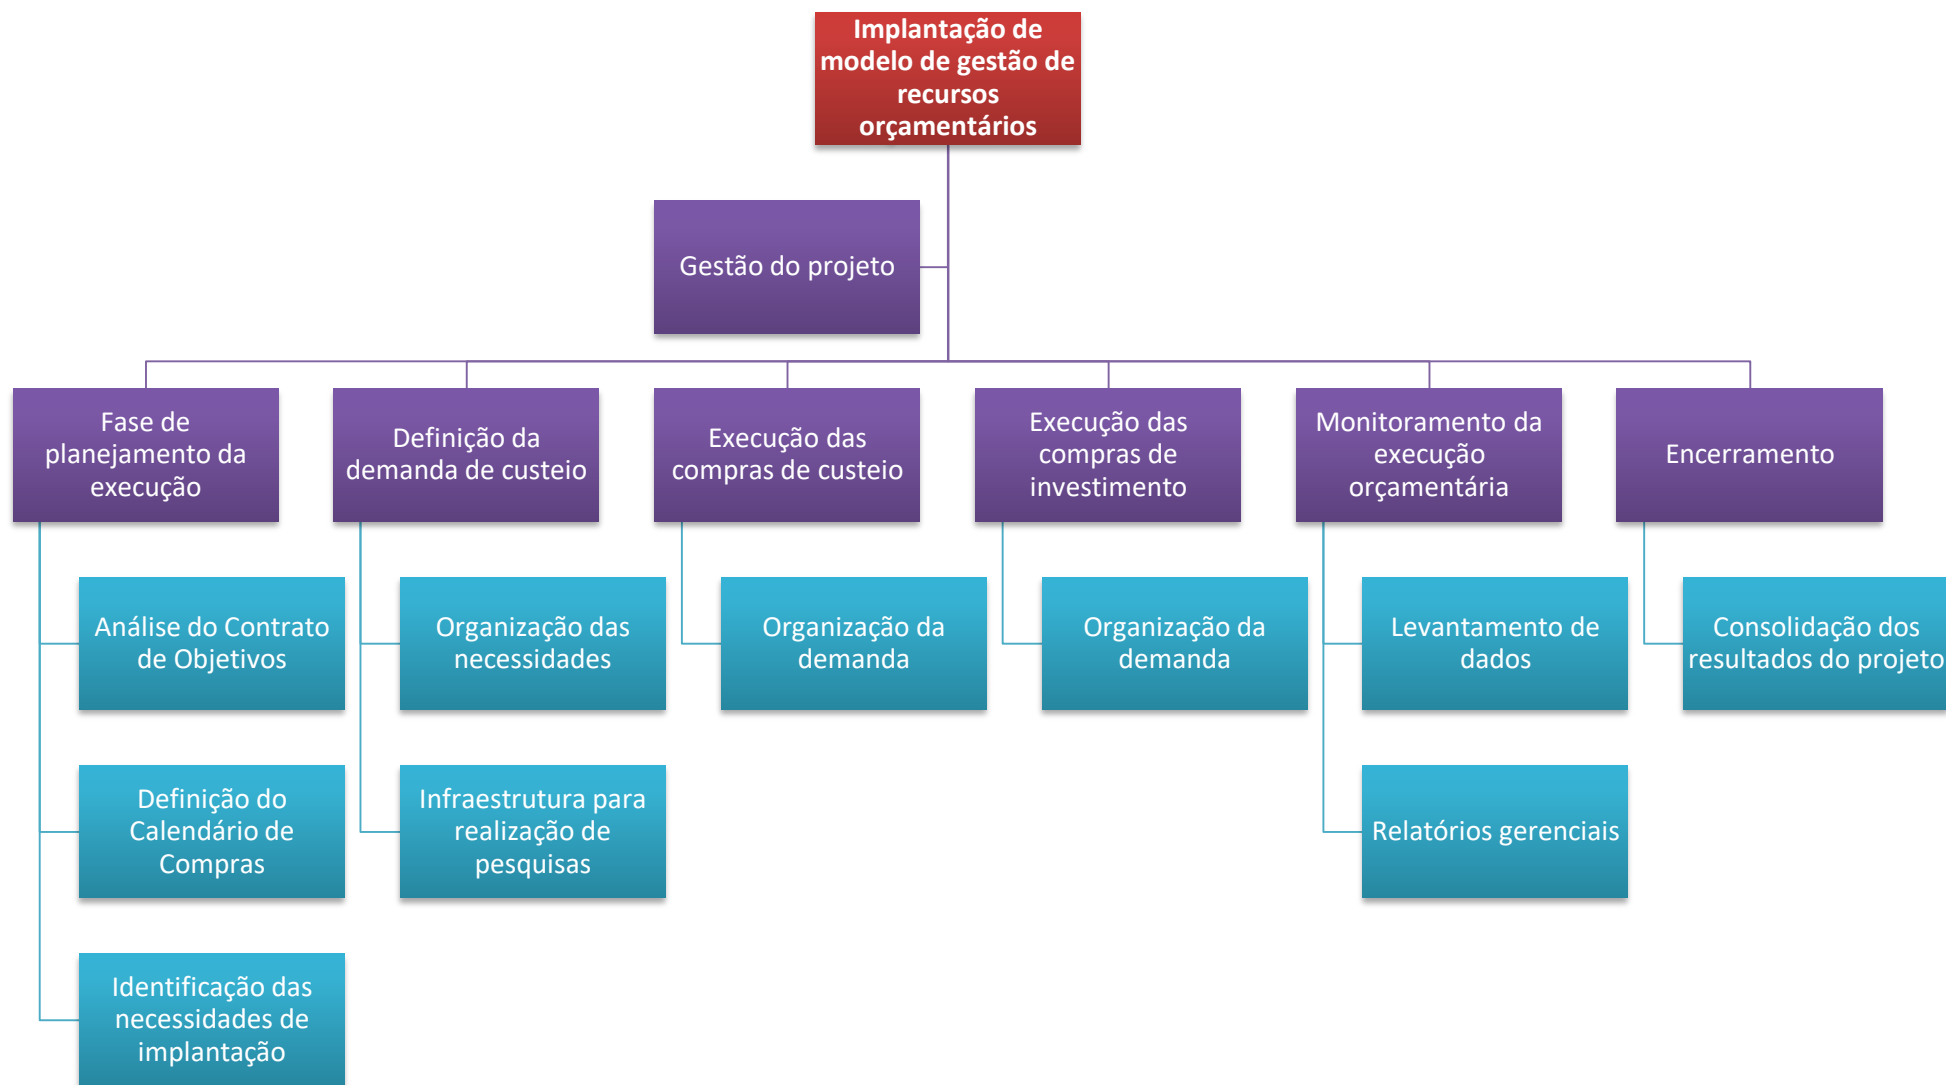 Implantação de
modelo de gestão de
recursos
orçamentários
Gestão do projeto
Fase de
planejamento da
execução
Definição da
demanda de custeio
Execução das
compras de custeio
Execução das
compras de
investimento
Monitoramento da
execução
orçamentária
Encerramento
Análise do Contrato
de Objetivos
Organização das
necessidades
Organização da
demanda
Organização da
demanda
Levantamento de
dados
Consolidação dos
resultados do projeto
Definição do
Calendário de
Compras
Infraestrutura para
realização de
pesquisas
Relatórios gerenciais
Identificação das
necessidades de
implantação